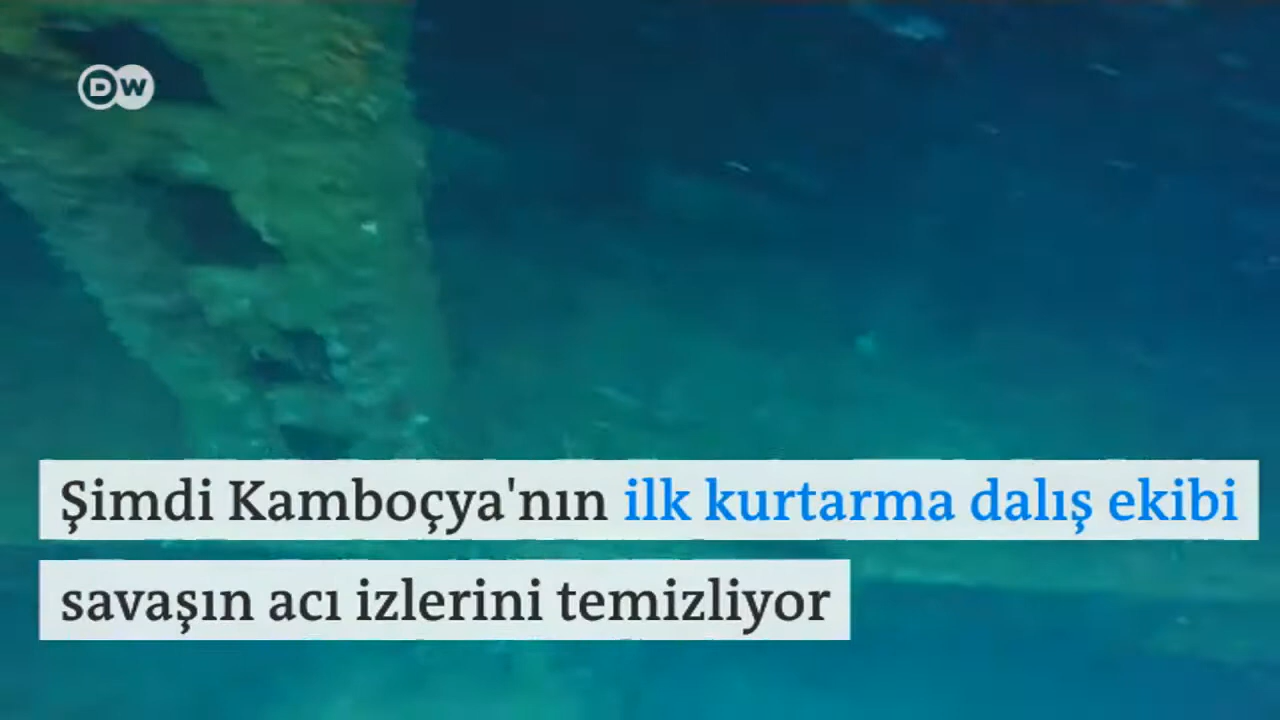 DW
Şimdi Kamboçya'nın ilk kurtarma dalış ekibi
savaşın acı izlerini temizliyor